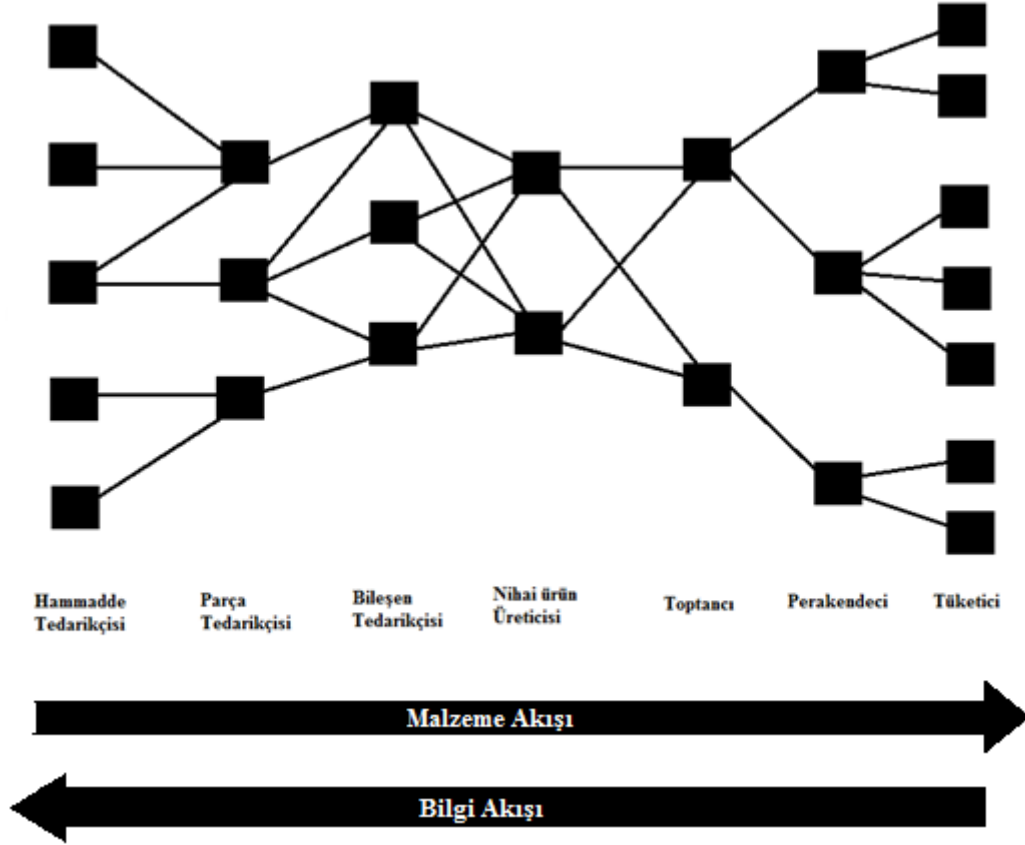 Hammadde
Tedarikçisi
Parça
Tedarikçisi
Bileşen
Tedarikçisi
Nihai ürün
Üreticisi
Toptancı
Perakendeci
Tüketici
Malzeme Akışı
Bilgi Akışı